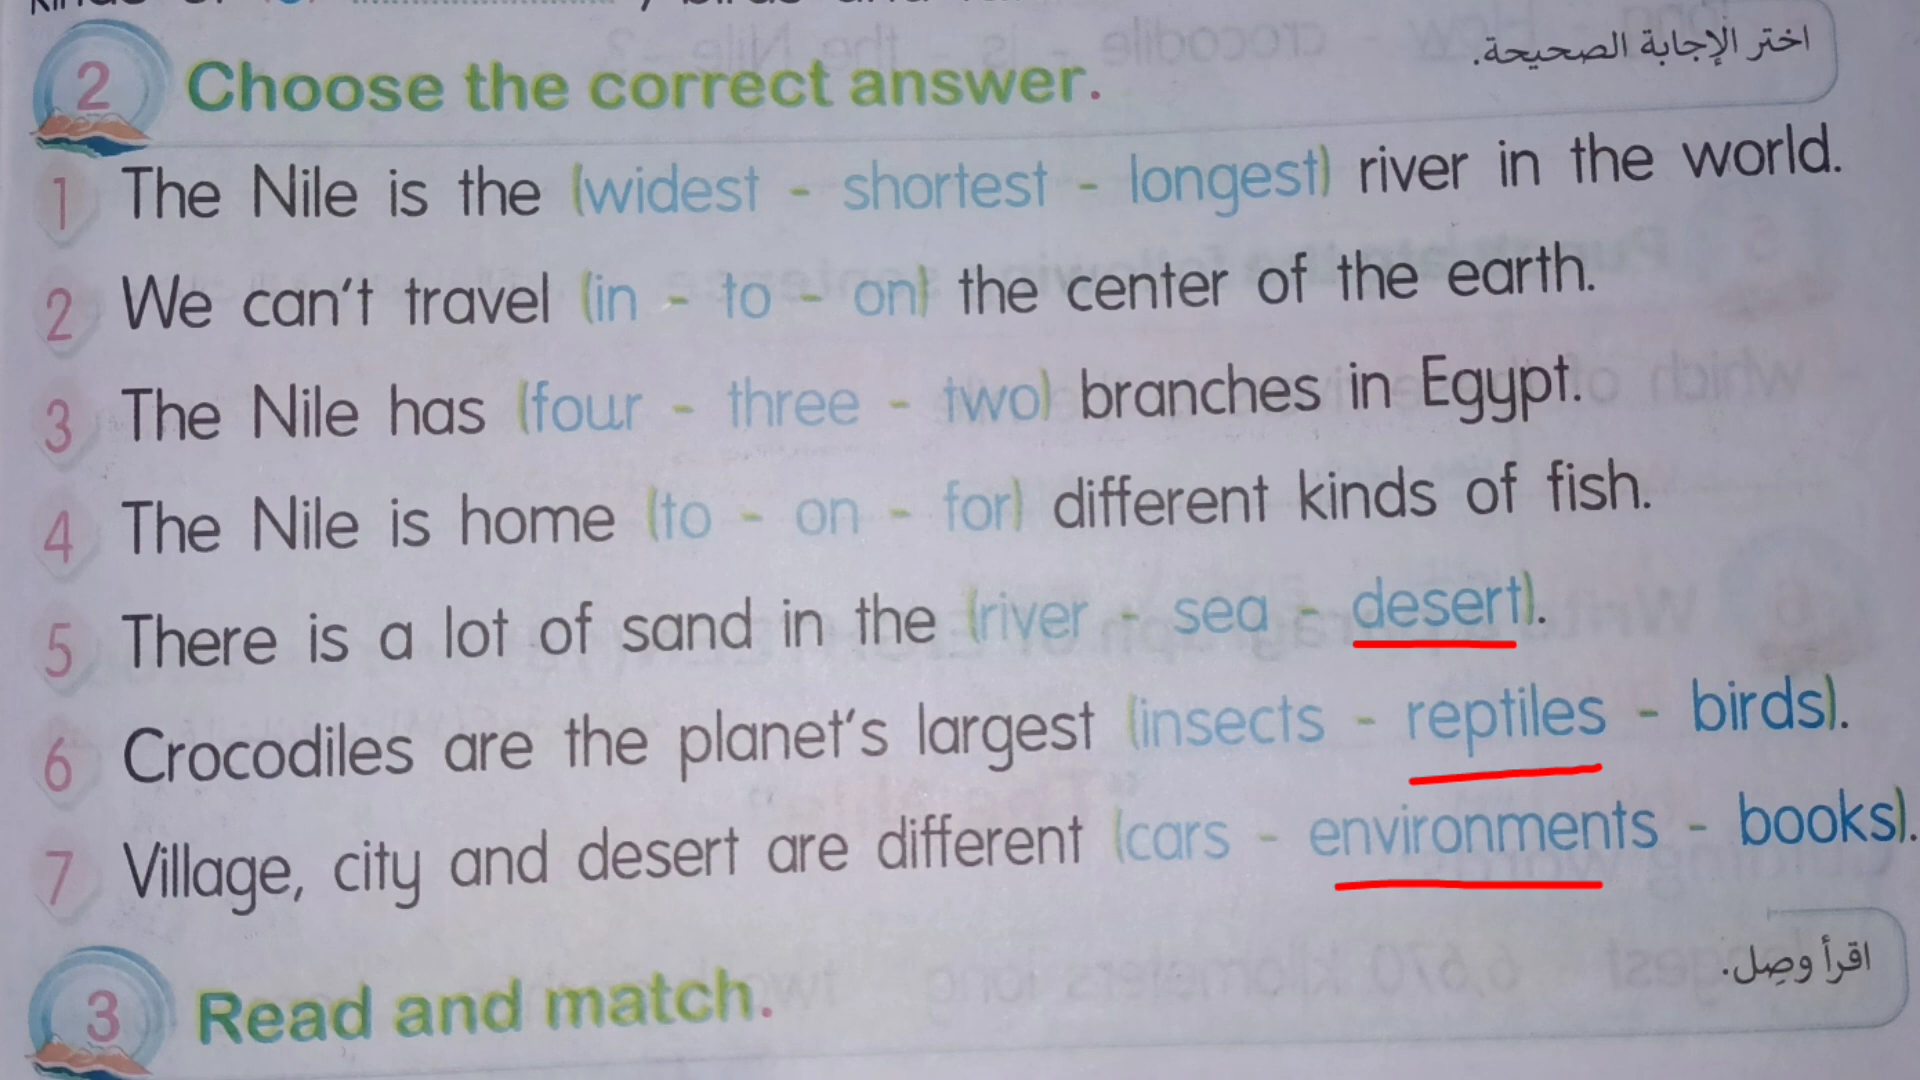 2 Choose the correct answer. اختر الإجابة الصحيحة.
1 The Nile is the (widest - shortest - longest) river in the world.
2 We can't travel (in - to - on) the center of the earth.
3 The Nile has (four - three - two) branches in Egypt.
4 The Nile is home (to - on - for) different kinds of fish.
5 There is a lot of sand in the (river - sea - desert).
6 Crocodiles are the planet's largest (insects - reptiles - birds).
7 Village, city and desert are different (cars - environments - books).
3 Read and match. اقرأ وصِل.